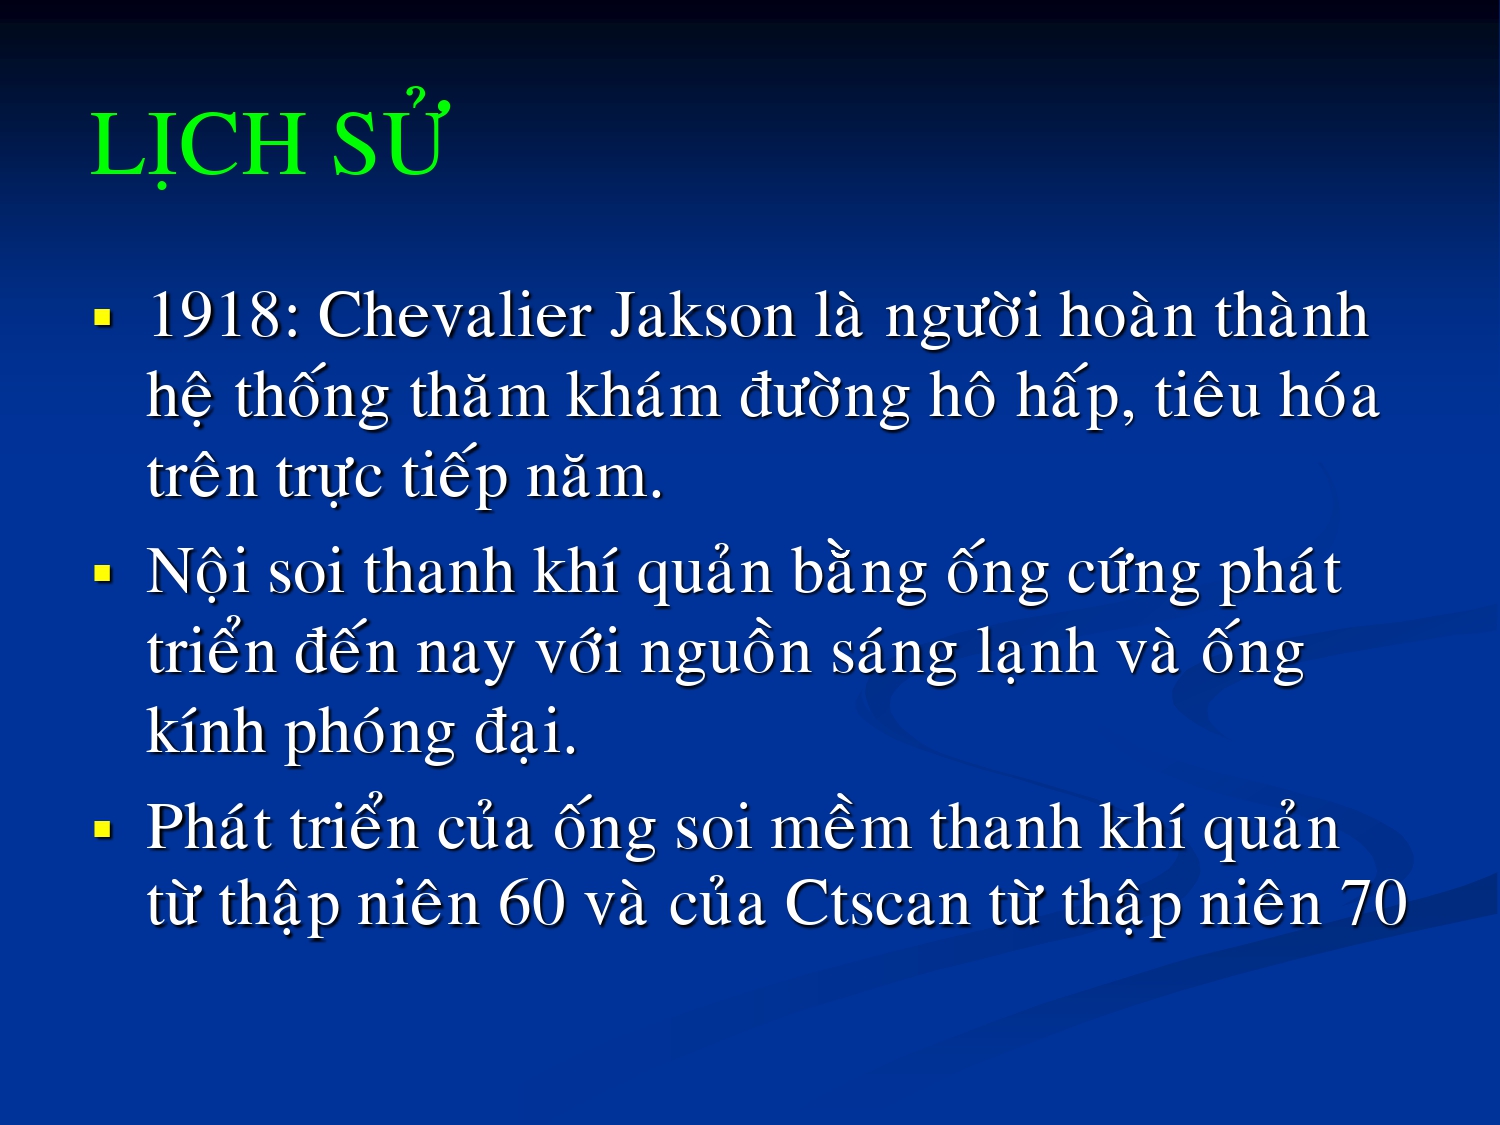 LỊCH SỬ
▪ 1918: Chevalier Jakson là người hoàn thành
hệ thống thăm khám đường hô hấp, tiêu hóa
trên trực tiếp năm.
▪ Nội soi thanh khí quản bằng ống cứng phát
triển đến nay với nguồn sáng lạnh và ống
kính phóng đại.
▪ Phát triển của ống soi mềm thanh khí quản
từ thập niên 60 và của Ctscan từ thập niên 70